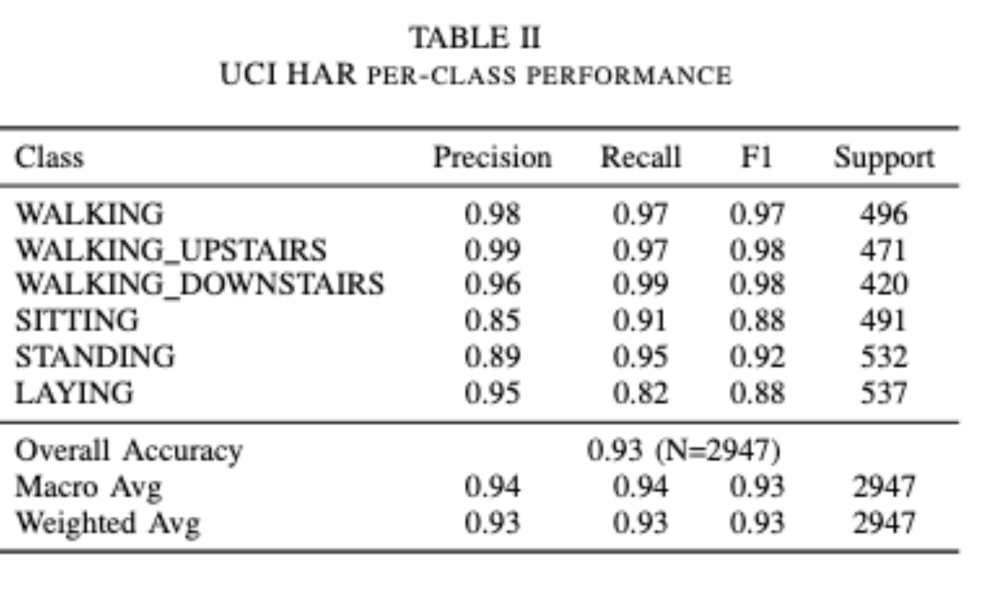 TABLE II
UCI HAR PER-CLASS PERFORMANCE
Class Precision Recall F1 Support
WALKING 0.98 0.97 0.97 496
WALKING_UPSTAIRS 0.99 0.97 0.98 471
WALKING_DOWNSTAIRS 0.96 0.99 0.98 420
SITTING 0.85 0.91 0.88 491
STANDING 0.89 0.95 0.92 532
LAYING 0.95 0.82 0.88 537
Overall Accuracy 0.93 (N=2947)
Macro Avg 0.94 0.94 0.93 2947
Weighted Avg 0.93 0.93 0.93 2947